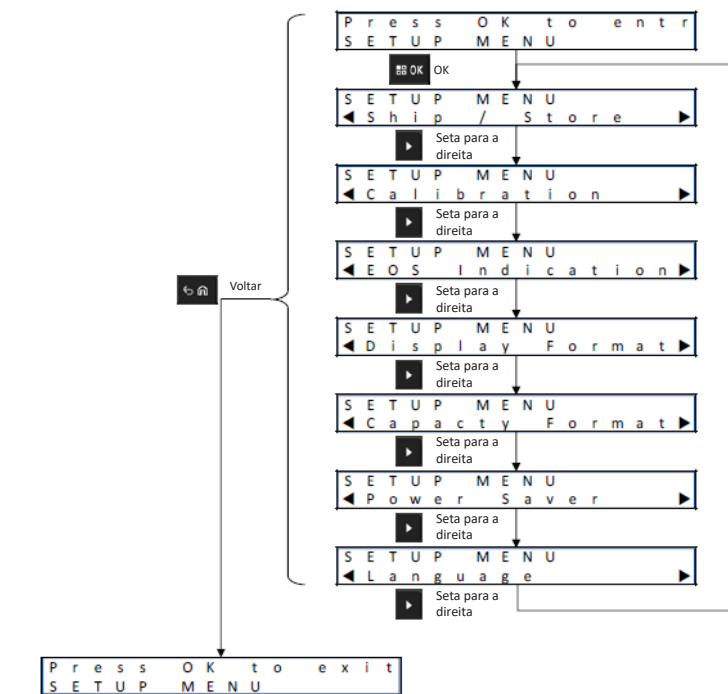 Press OK to entr
SETUP MENU
OK OK
SETUP MENU
◀Ship / Store ▶
Seta para a
direita
SETUP MENU
◀Calibration ▶
Seta para a
direita
SETUP MENU
◀EOS Indication▶
Voltar
Seta para a
direita
SETUP MENU
◀Display Format▶
Seta para a
direita
SETUP MENU
◀Capacty Format▶
Seta para a
direita
SETUP MENU
◀Power Saver ▶
Seta para a
direita
SETUP MENU
◀Language ▶
Seta para a
direita
Press OK to exit
SETUP MENU